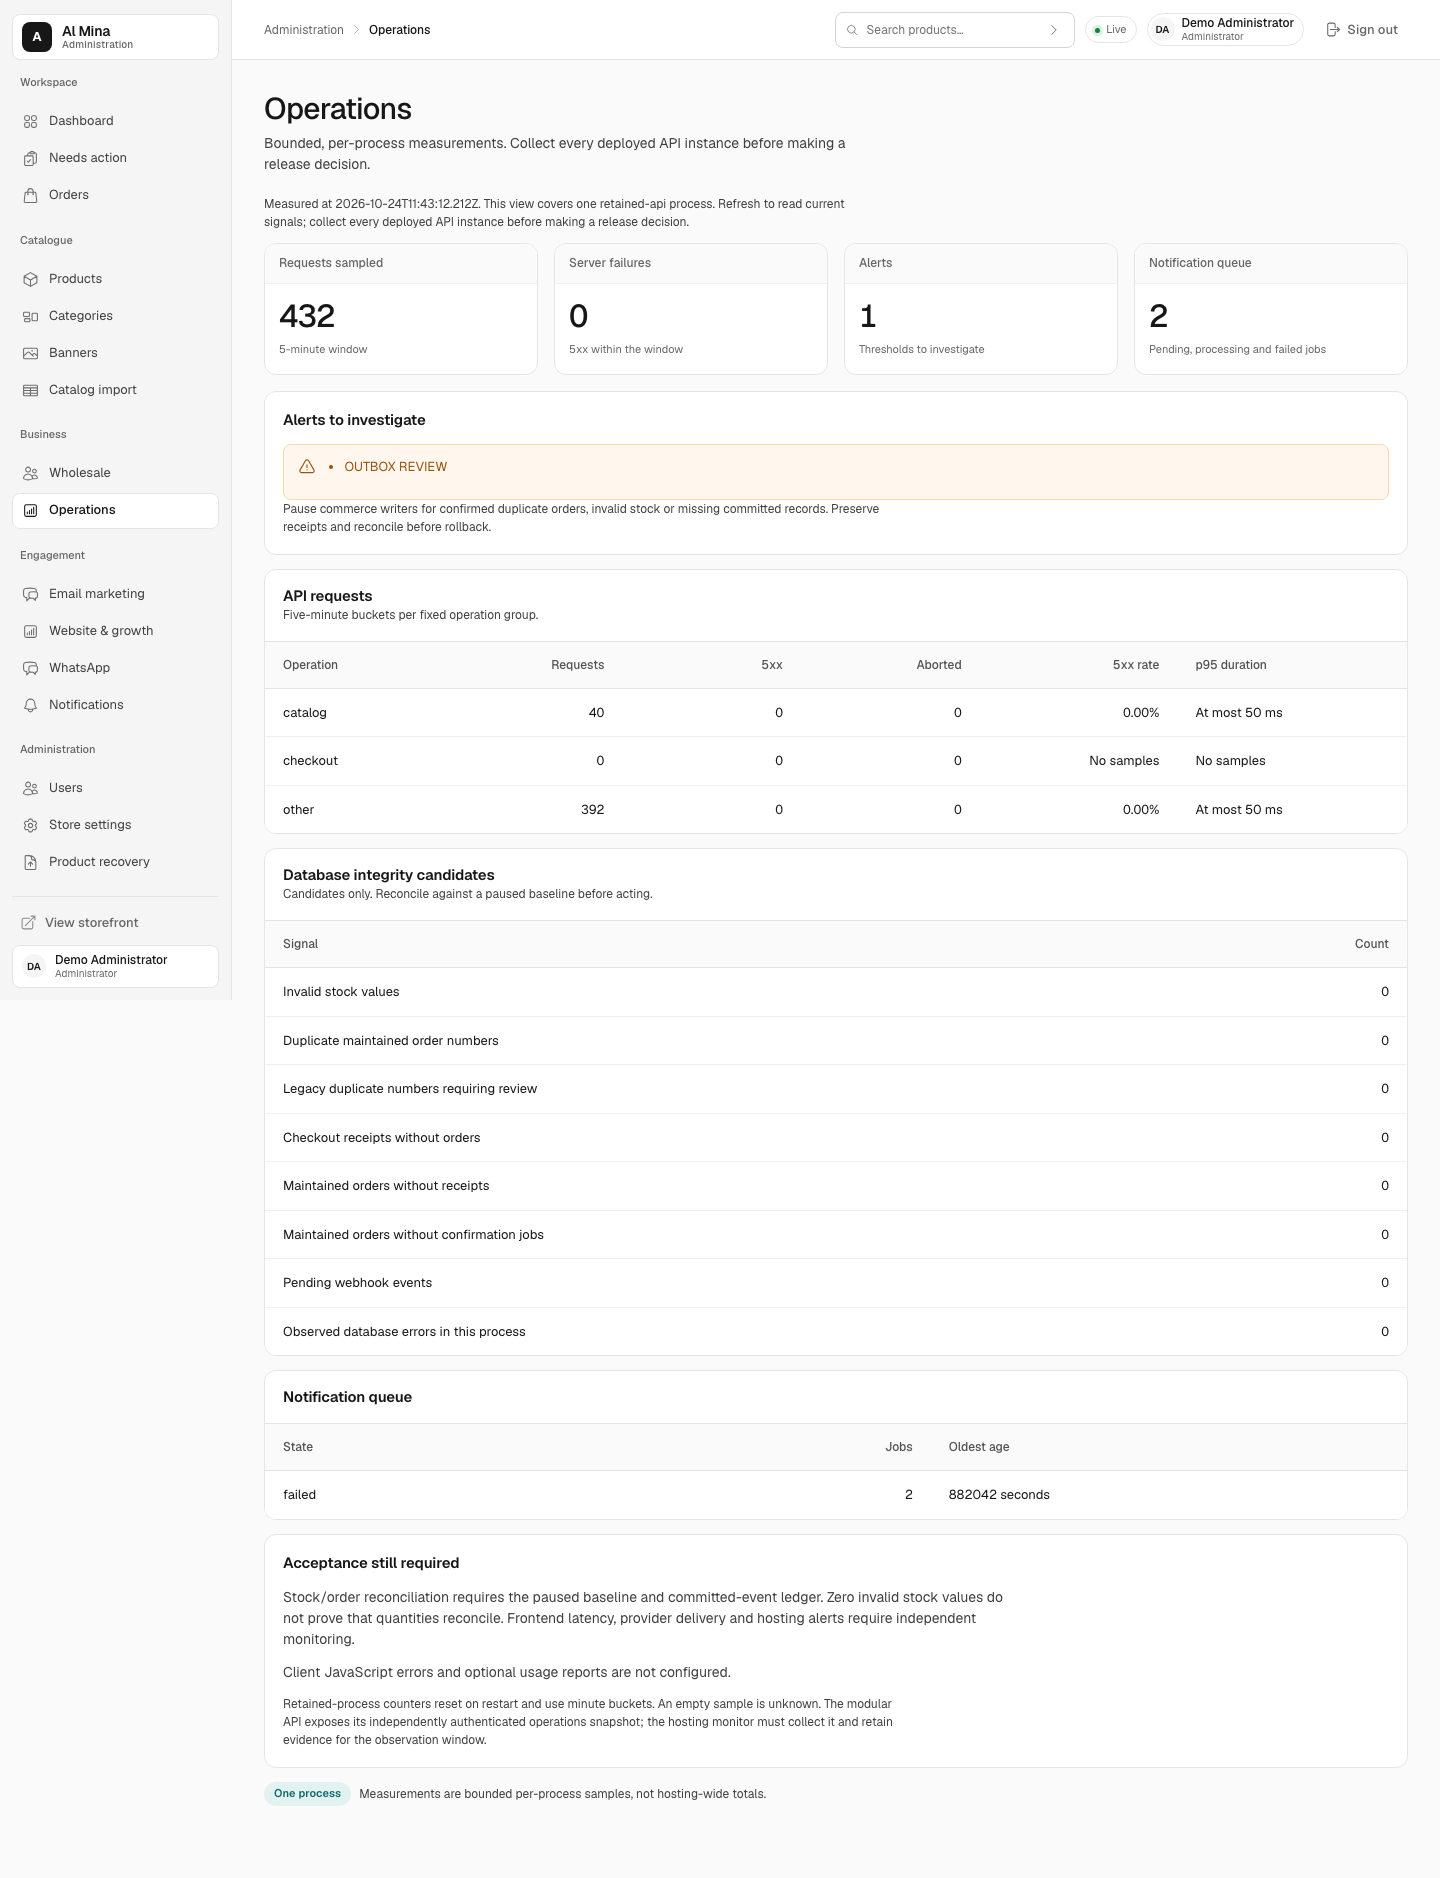 A
Al Mina
Administration
Workspace
Dashboard
Needs action
Orders
Catalogue
Products
Categories
Banners
Catalog import
Business
Wholesale
Operations
Engagement
Email marketing
Website & growth
WhatsApp
Notifications
Administration
Users
Store settings
Product recovery
View storefront
DA
Demo Administrator
Administrator
Administration
Operations
Search products...
Live
DA
Demo Administrator
Administrator
Sign out
Operations
Bounded, per-process measurements. Collect every deployed API instance before making a
release decision.
Measured at 2026-10-24T11:43:12.212Z. This view covers one retained-api process. Refresh to read current
signals; collect every deployed API instance before making a release decision.
Requests sampled
432
5-minute window
Server failures
0
5xx within the window
Alerts
1
Thresholds to investigate
Notification queue
2
Pending, processing and failed jobs
Alerts to investigate
• OUTBOX REVIEW
Pause commerce writers for confirmed duplicate orders, invalid stock or missing committed records. Preserve
receipts and reconcile before rollback.
API requests
Five-minute buckets per fixed operation group.
Operation Requests 5xx Aborted 5xx rate p95 duration
catalog 40 0 0 0.00% At most 50 ms
checkout 0 0 0 No samples No samples
other 392 0 0 0.00% At most 50 ms
Database integrity candidates
Candidates only. Reconcile against a paused baseline before acting.
Signal Count
Invalid stock values 0
Duplicate maintained order numbers 0
Legacy duplicate numbers requiring review 0
Checkout receipts without orders 0
Maintained orders without receipts 0
Maintained orders without confirmation jobs 0
Pending webhook events 0
Observed database errors in this process 0
Notification queue
State Jobs Oldest age
failed 2 882042 seconds
Acceptance still required
Stock/order reconciliation requires the paused baseline and committed-event ledger. Zero invalid stock values do
not prove that quantities reconcile. Frontend latency, provider delivery and hosting alerts require independent
monitoring.
Client JavaScript errors and optional usage reports are not configured.
Retained-process counters reset on restart and use minute buckets. An empty sample is unknown. The modular
API exposes its independently authenticated operations snapshot; the hosting monitor must collect it and retain
evidence for the observation window.
One process Measurements are bounded per-process samples, not hosting-wide totals.